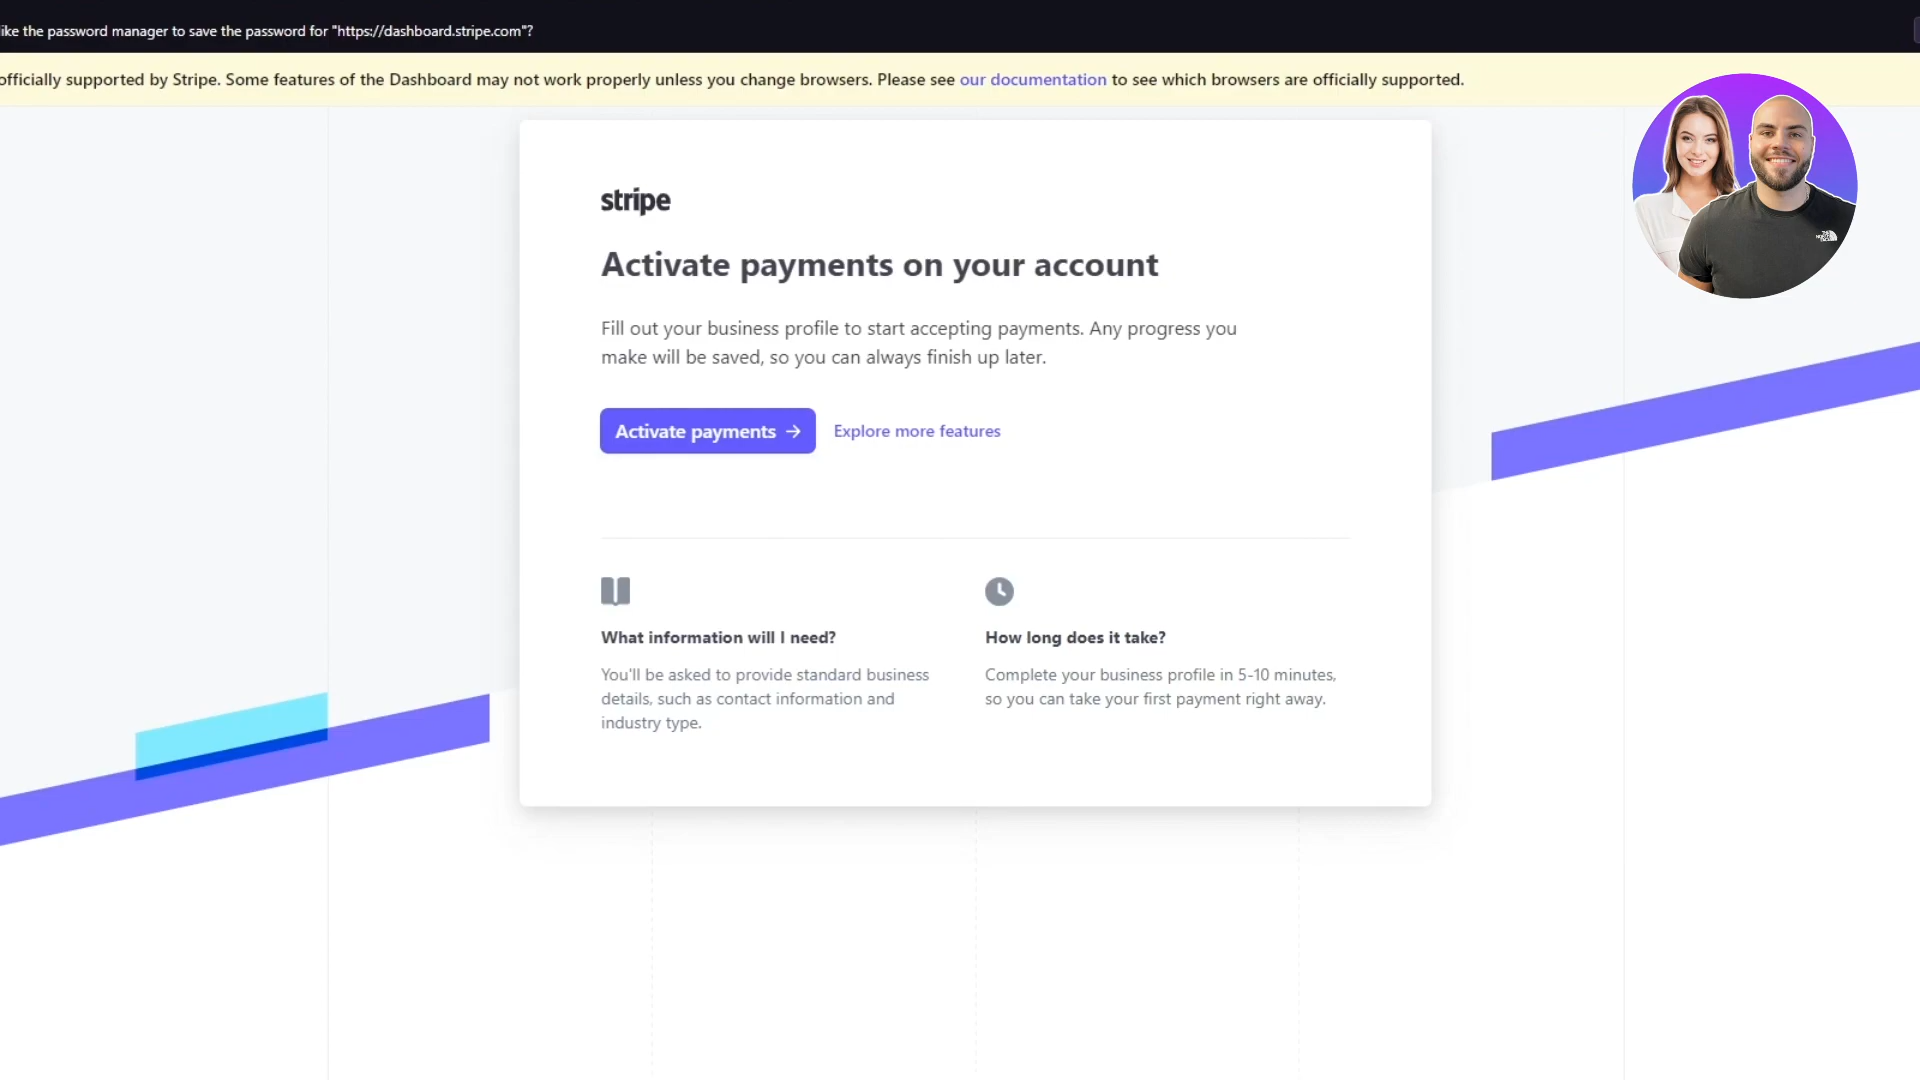 like the password manager to save the password for "https://dashboard.stripe.com"?
officially supported by Stripe. Some features of the Dashboard may not work properly unless you change browsers. Please see our documentation to see which browsers are officially supported.
stripe
Activate payments on your account
Fill out your business profile to start accepting payments. Any progress you
make will be saved, so you can always finish up later.
Activate payments →
Explore more features
What information will I need?
You'll be asked to provide standard business
details, such as contact information and
industry type.
How long does it take?
Complete your business profile in 5-10 minutes,
so you can take your first payment right away.
THE NORTH FACE